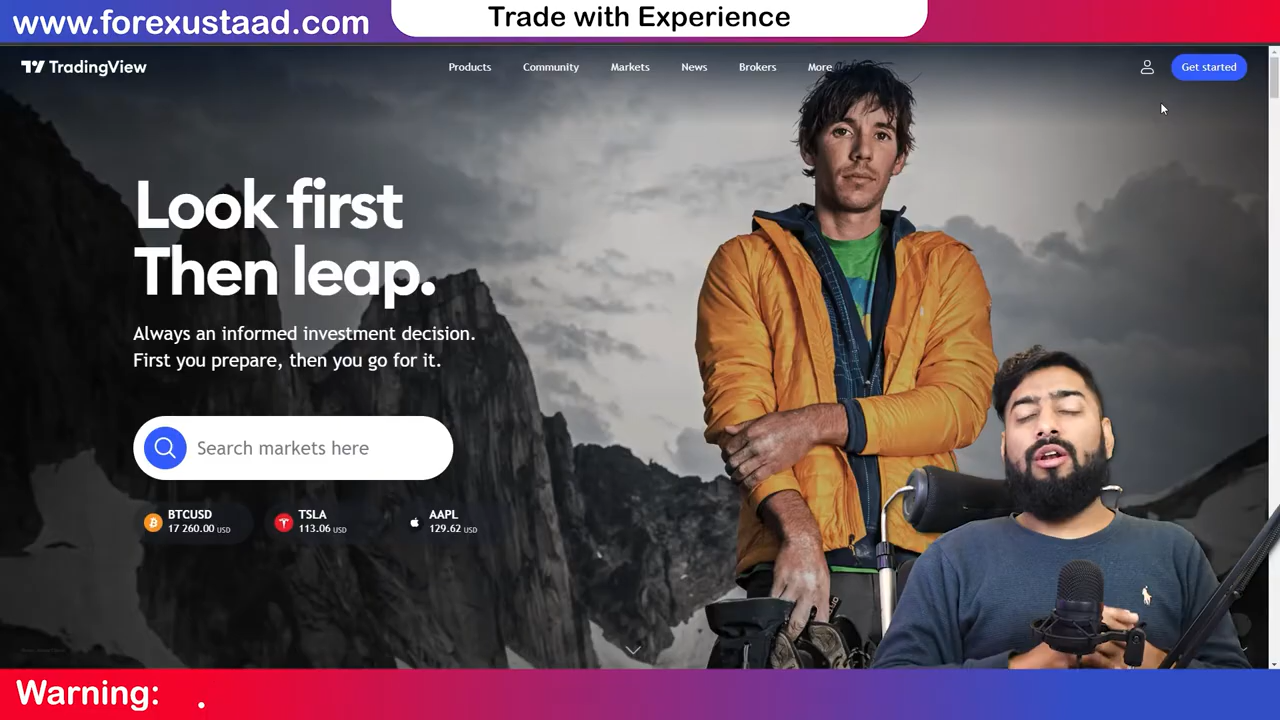 www.forexustaad.com
Trade with Experience
TradingView
Products
Community
Markets
News
Brokers
More
Get started
Look first
Then leap.
Always an informed investment decision.
First you prepare, then you go for it.
Search markets here
BTCUSD
17 260.00 USD
TSLA
113.06 USD
AAPL
129.62 USD
Warning: .